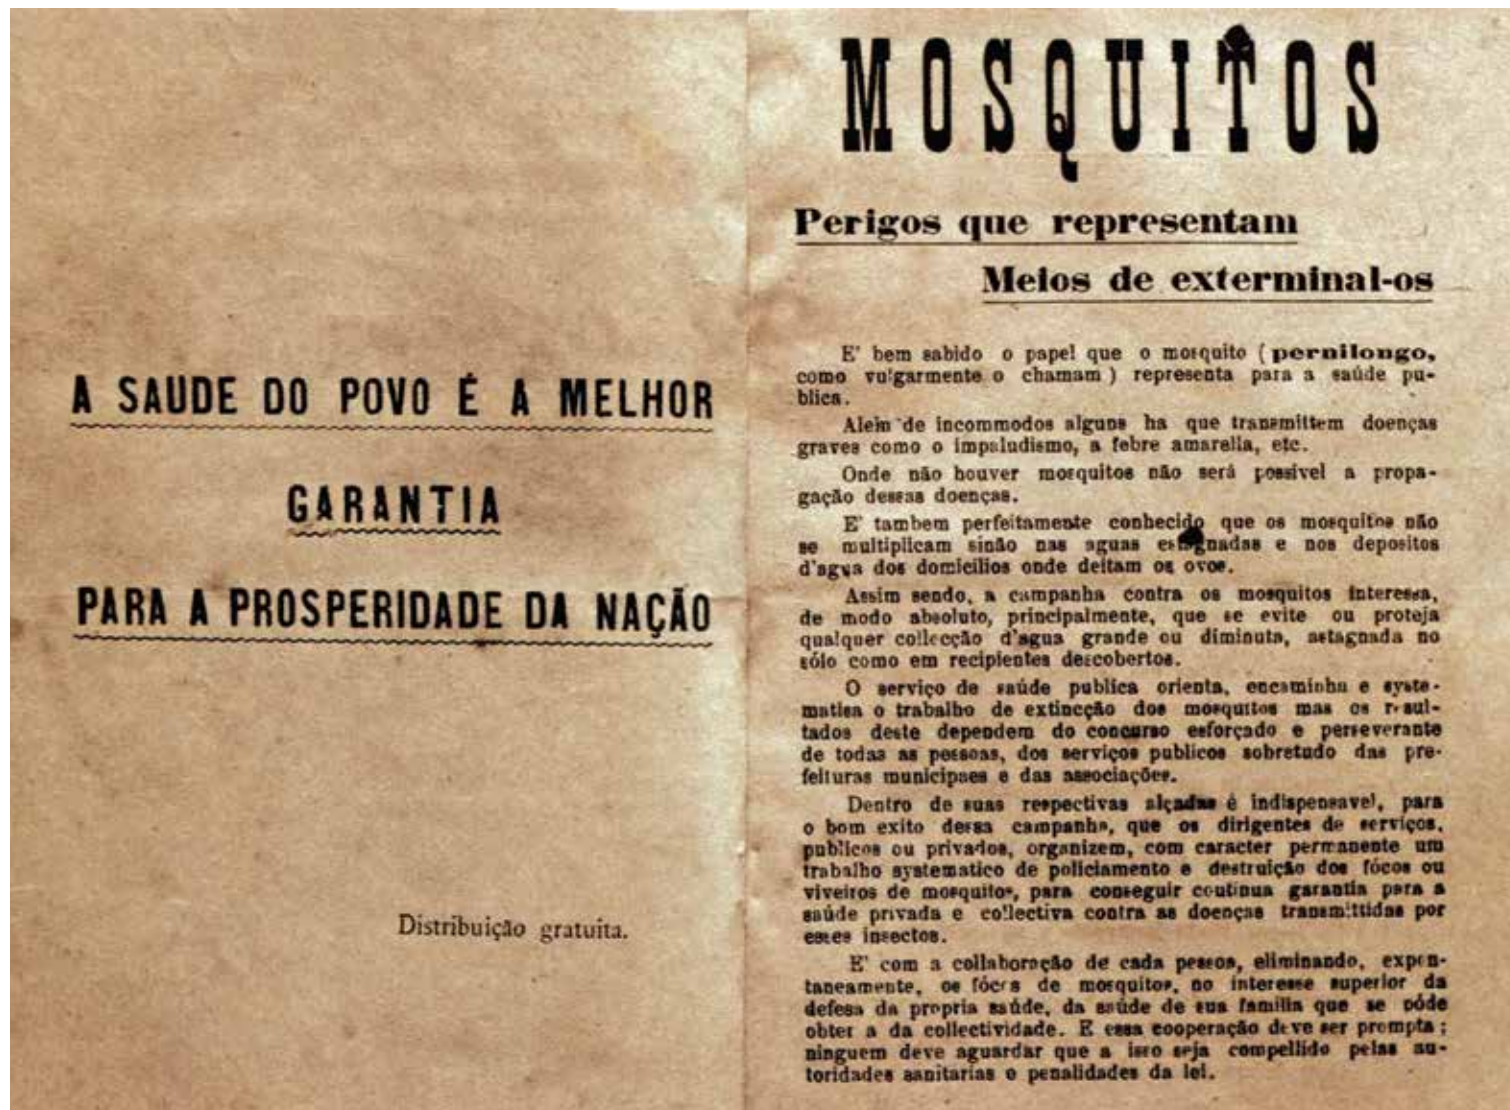 A SAUDE DO POVO É A MELHOR
GARANTIA
PARA A PROSPERIDADE DA NAÇÃO
Distribuição gratuita.
MOSQUITOS
Perigos que representam
Meios de exterminal-os
E' bem sabido o papel que o mosquito (pernilongo,
como vulgarmente o chamam) representa para a saúde pu-
blica.
Alem de incommodos alguns ha que transmittem doenças
graves como o impaludismo, a febre amarella, etc.
Onde não houver mosquitos não será possivel a propa-
gação dessas doenças.
E' tambem perfeitamente conhecido que os mosquitos não
se multiplicam sinão nas aguas estagnadas e nos depositos
d'agua dos domicilios onde deitam os ovos.
Assim sendo, a campanha contra os mosquitos interessa,
de modo absoluto, principalmente, que se evite ou proteja
qualquer collecção d'agua grande ou diminuta, astagnada no
sólo como em recipientes descobertos.
O serviço de saúde publica orienta, encaminha e syste-
matisa o trabalho de extincção dos mosquitos mas os resul-
tados deste dependem do concurso esforçado e perseverante
de todas as pessoas, dos serviços publicos sobretudo das pre-
feituras municipaes e das associações.
Dentro de suas respectivas alçadas é indispensavel, para
o bom exito dessa campanha, que os dirigentes de serviços,
publicos ou privados, organizem, com caracter permanente um
trabalho systematico de policiamento e destruição dos fócos ou
viveiros de mosquitos, para conseguir continua garantia para a
saúde privada e collectiva contra as doenças transmittidas por
estes insectos.
E' com a collaboração de cada pessoa, eliminando, expon-
taneamente, os fócos de mosquitos, no interesse superior da
defesa da propria saúde, da saúde de sua familia que se póde
obter a da collectividade. E essa cooperação deve ser prompta;
ninguem deve aguardar que a isso seja compellido pelas au-
toridades sanitarias e penalidades da lei.